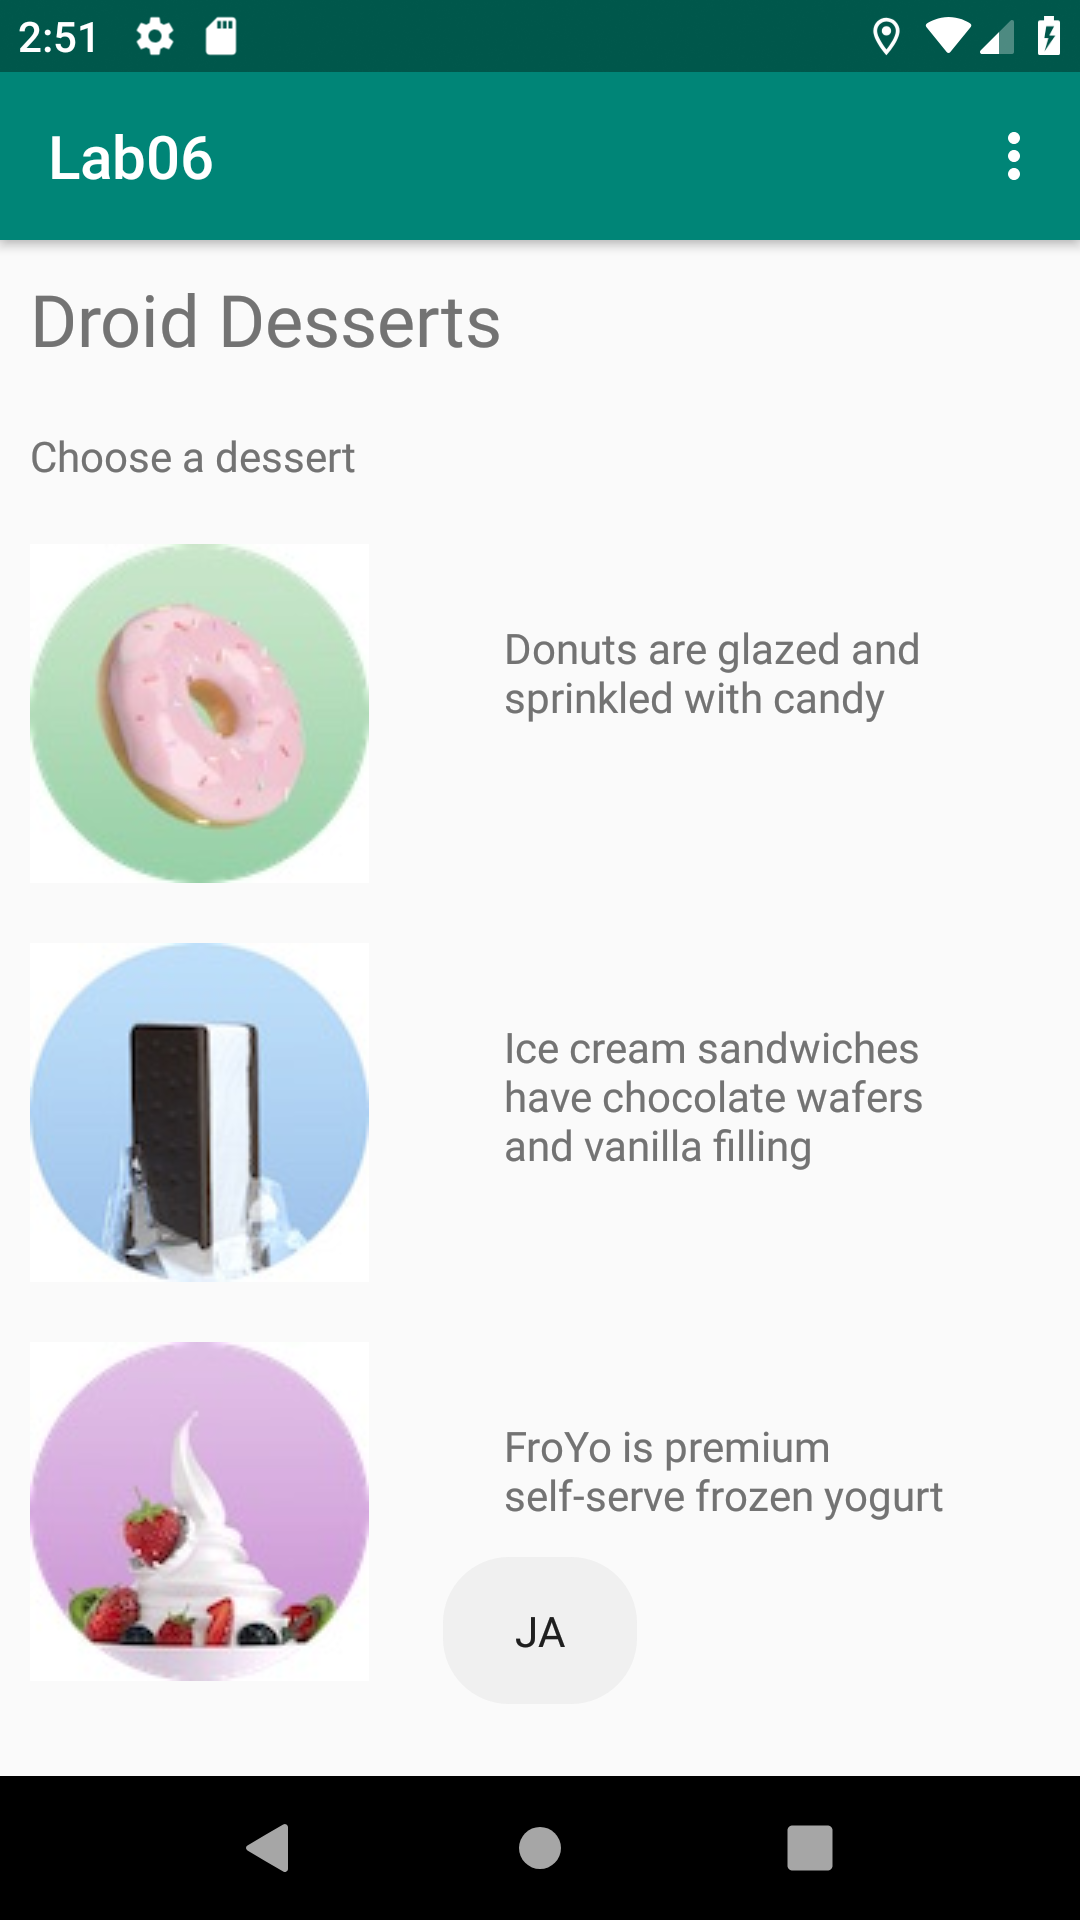 2:51
Lab06
Droid Desserts
Choose a dessert
Donuts are glazed and
sprinkled with candy
Ice cream sandwiches
have chocolate wafers
and vanilla filling
FroYo is premium
self-serve frozen yogurt
JA